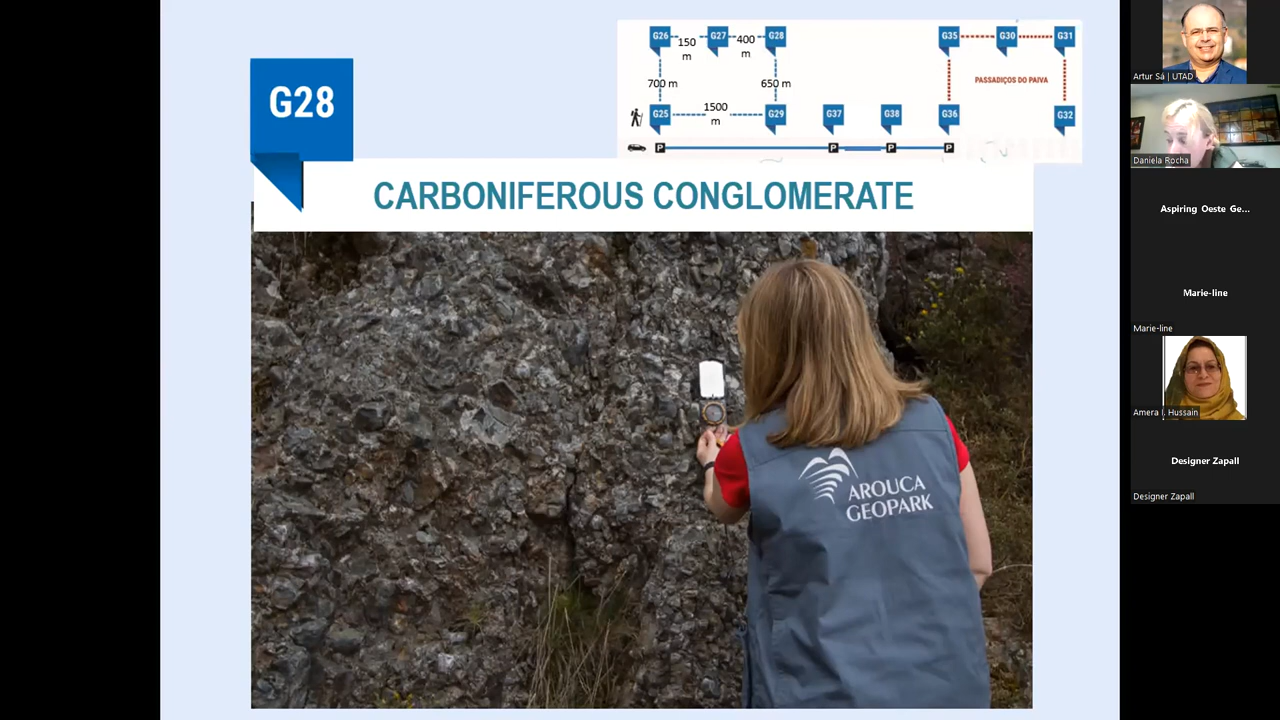 G26
G27
G28
150
m
400
m
G35
G30
G31
700 m
650 m
PASSADIÇOS DO PAIVA
G25
1500
m
G29
G37
G38
G36
G32
P
P
P
P
G28
CARBONIFEROUS CONGLOMERATE
AROUCA
GEOPARK
Artur Sá | UTAD
Daniela Rocha
Aspiring Oeste Ge...
Marie-line
Marie-line
Amera I. Hussain
Designer Zapall
Designer Zapall